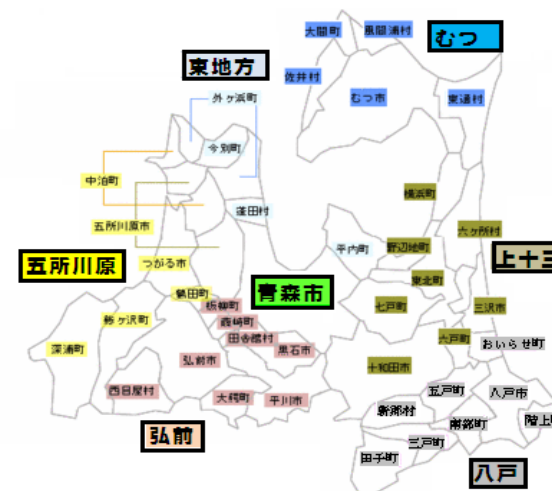 大間町
風間浦村
むつ
東地方
佐井村
むつ市
東通村
外ヶ浜町
今別町
中泊町
横浜町
蓬田村
五所川原市
六ヶ所村
平内町
野辺地町
上十三
五所川原
つがる市
東北町
鶴田町
青森市
板柳町
七戸町
三沢市
鯵ヶ沢町
藤崎町
田舎館村
六戸町
おいらせ町
深浦町
黒石市
弘前市
十和田市
西目屋村
大鰐町
平川市
五戸町
八戸市
新郷村
階上町
南部町
弘前
三戸町
田子町
八戸